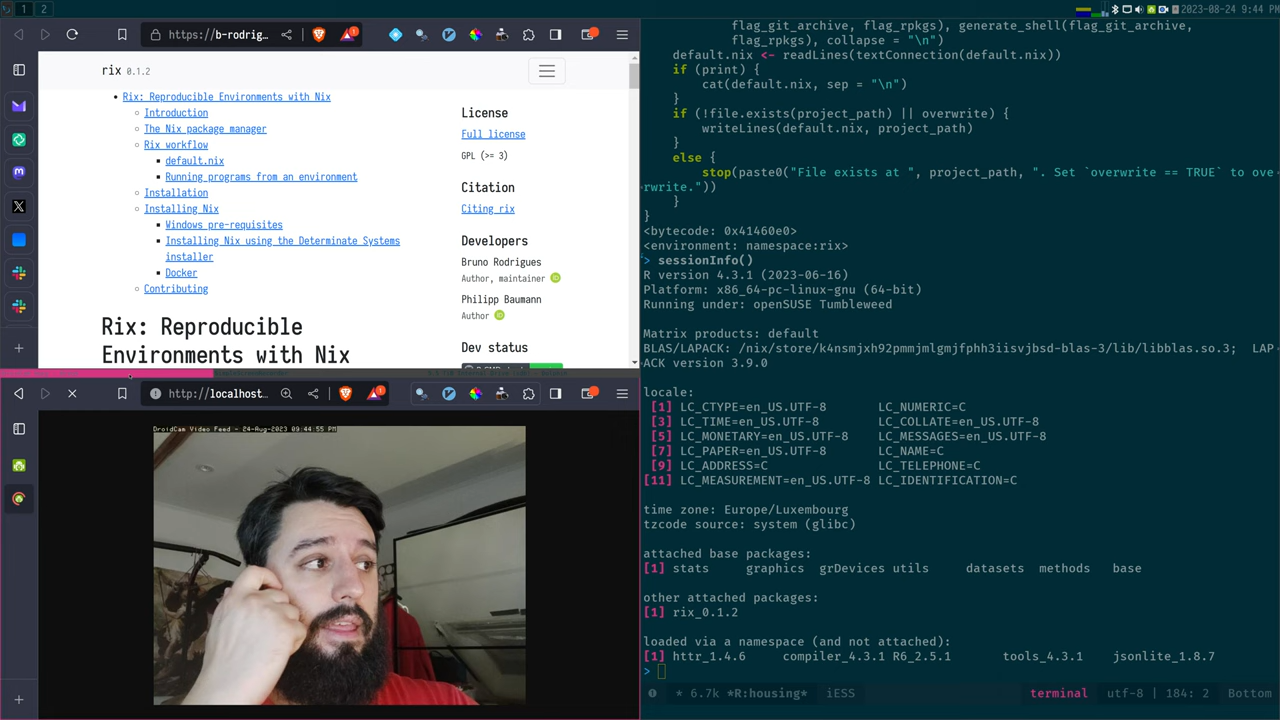 1 2
2023-08-24 9:44 PM
https://b-rodrig…
rix 0.1.2
Rix: Reproducible Environments with Nix
Introduction
The Nix package manager
Rix workflow
default.nix
Running programs from an environment
Installation
Installing Nix
Windows pre-requisites
Installing Nix using the Determinate Systems
installer
Docker
Contributing
Rix: Reproducible
Environments with Nix
License
Full license
GPL (>= 3)
Citation
Citing rix
Developers
Bruno Rodrigues
Author, maintainer
Philipp Baumann
Author
Dev status
http://localhost…
DroidCam Video Feed - 24-Aug-2023 09:44:55 PM
flag_git_archive, flag_rpkgs), generate_shell(flag_git_archive,
flag_rpkgs), collapse = "\n")
default.nix <- readLines(textConnection(default.nix))
if (print) {
cat(default.nix, sep = "\n")
}
if (!file.exists(project_path) || overwrite) {
writeLines(default.nix, project_path)
}
else {
stop(paste0("File exists at ", project_path, ". Set `overwrite == TRUE` to ove
rwrite."))
}
}
<bytecode: 0x41460e0>
<environment: namespace:rix>
> sessionInfo()
R version 4.3.1 (2023-06-16)
Platform: x86_64-pc-linux-gnu (64-bit)
Running under: openSUSE Tumbleweed
Matrix products: default
BLAS/LAPACK: /nix/store/k4nsmjxh92pmmjmlgmjfphh3iisvjbsd-blas-3/lib/libblas.so.3; LAP
ACK version 3.9.0
locale:
[1] LC_CTYPE=en_US.UTF-8 LC_NUMERIC=C
[3] LC_TIME=en_US.UTF-8 LC_COLLATE=en_US.UTF-8
[5] LC_MONETARY=en_US.UTF-8 LC_MESSAGES=en_US.UTF-8
[7] LC_PAPER=en_US.UTF-8 LC_NAME=C
[9] LC_ADDRESS=C LC_TELEPHONE=C
[11] LC_MEASUREMENT=en_US.UTF-8 LC_IDENTIFICATION=C
time zone: Europe/Luxembourg
tzcode source: system (glibc)
attached base packages:
[1] stats graphics grDevices utils datasets methods base
other attached packages:
[1] rix_0.1.2
loaded via a namespace (and not attached):
[1] httr_1.4.6 compiler_4.3.1 R6_2.5.1 tools_4.3.1 jsonlite_1.8.7
>
* 6.7k *R:housing* iESS terminal utf-8 | 184: 2 Bottom